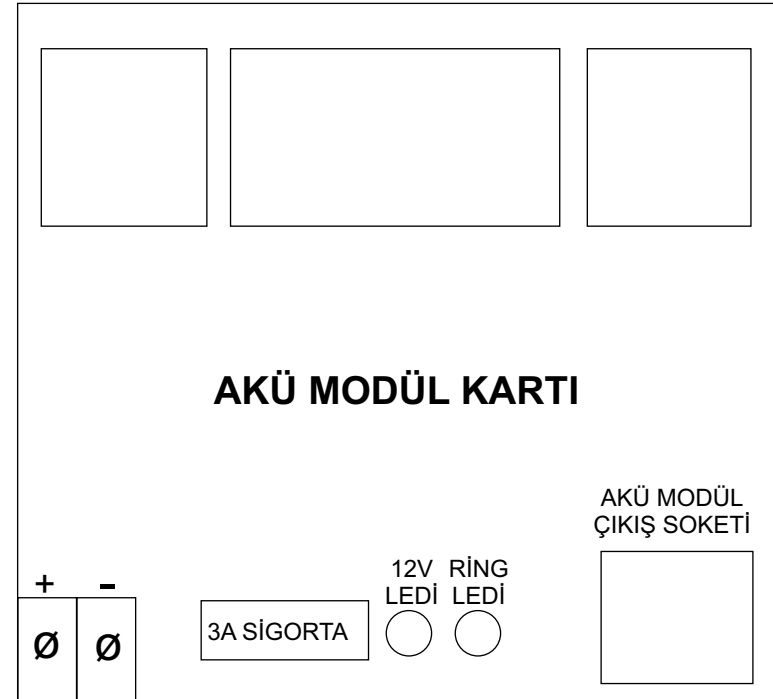 AKÜ MODÜL KARTI
AKÜ MODÜL
ÇIKIŞ SOKETİ
+ -
12V RİNG
LEDİ LEDİ
3A SİGORTA
Ø Ø